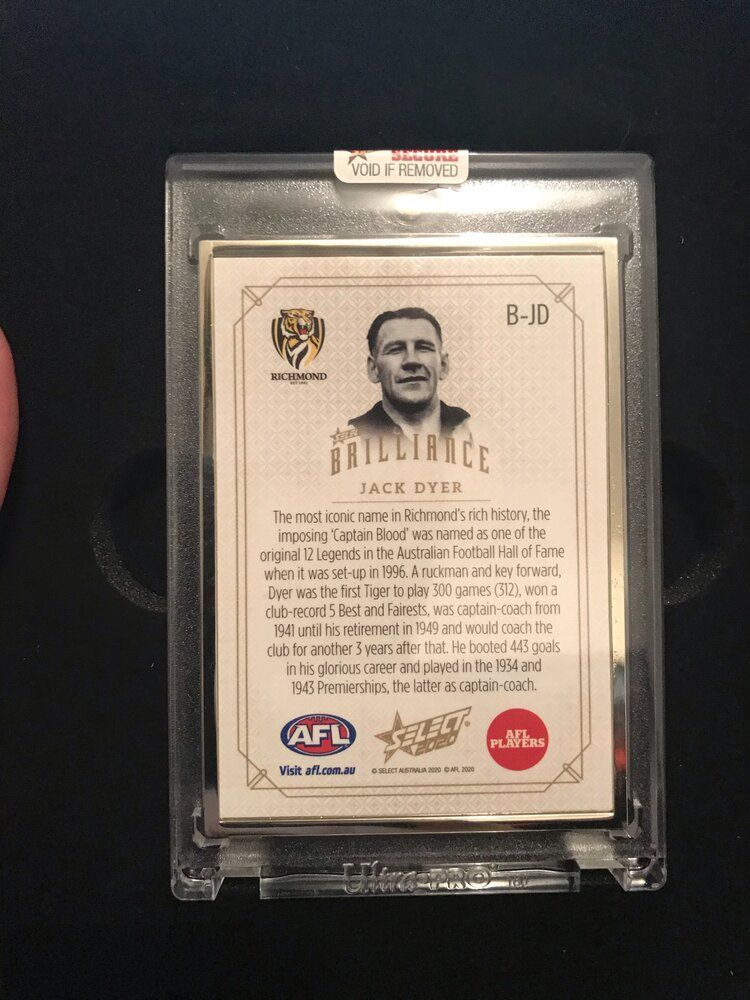 SECURE
VOID IF REMOVED
B-JD
RICHMOND
BRILLIANCE
JACK DYER
The most iconic name in Richmond's rich history, the
imposing 'Captain Blood' was named as one of the
original 12 Legends in the Australian Football Hall of Fame
when it was set-up in 1996. A ruckman and key forward,
Dyer was the first Tiger to play 300 games (312), won a
club-record 5 Best and Fairests, was captain-coach from
1941 until his retirement in 1949 and would coach the
club for another 3 years after that. He booted 443 goals
in his glorious career and played in the 1934 and
1943 Premierships, the latter as captain-coach.
AFL
Visit afl.com.au
SELECT
2020
© SELECT AUSTRALIA 2020 © AFL 2020
AFL
PLAYERS
Ultra PRO